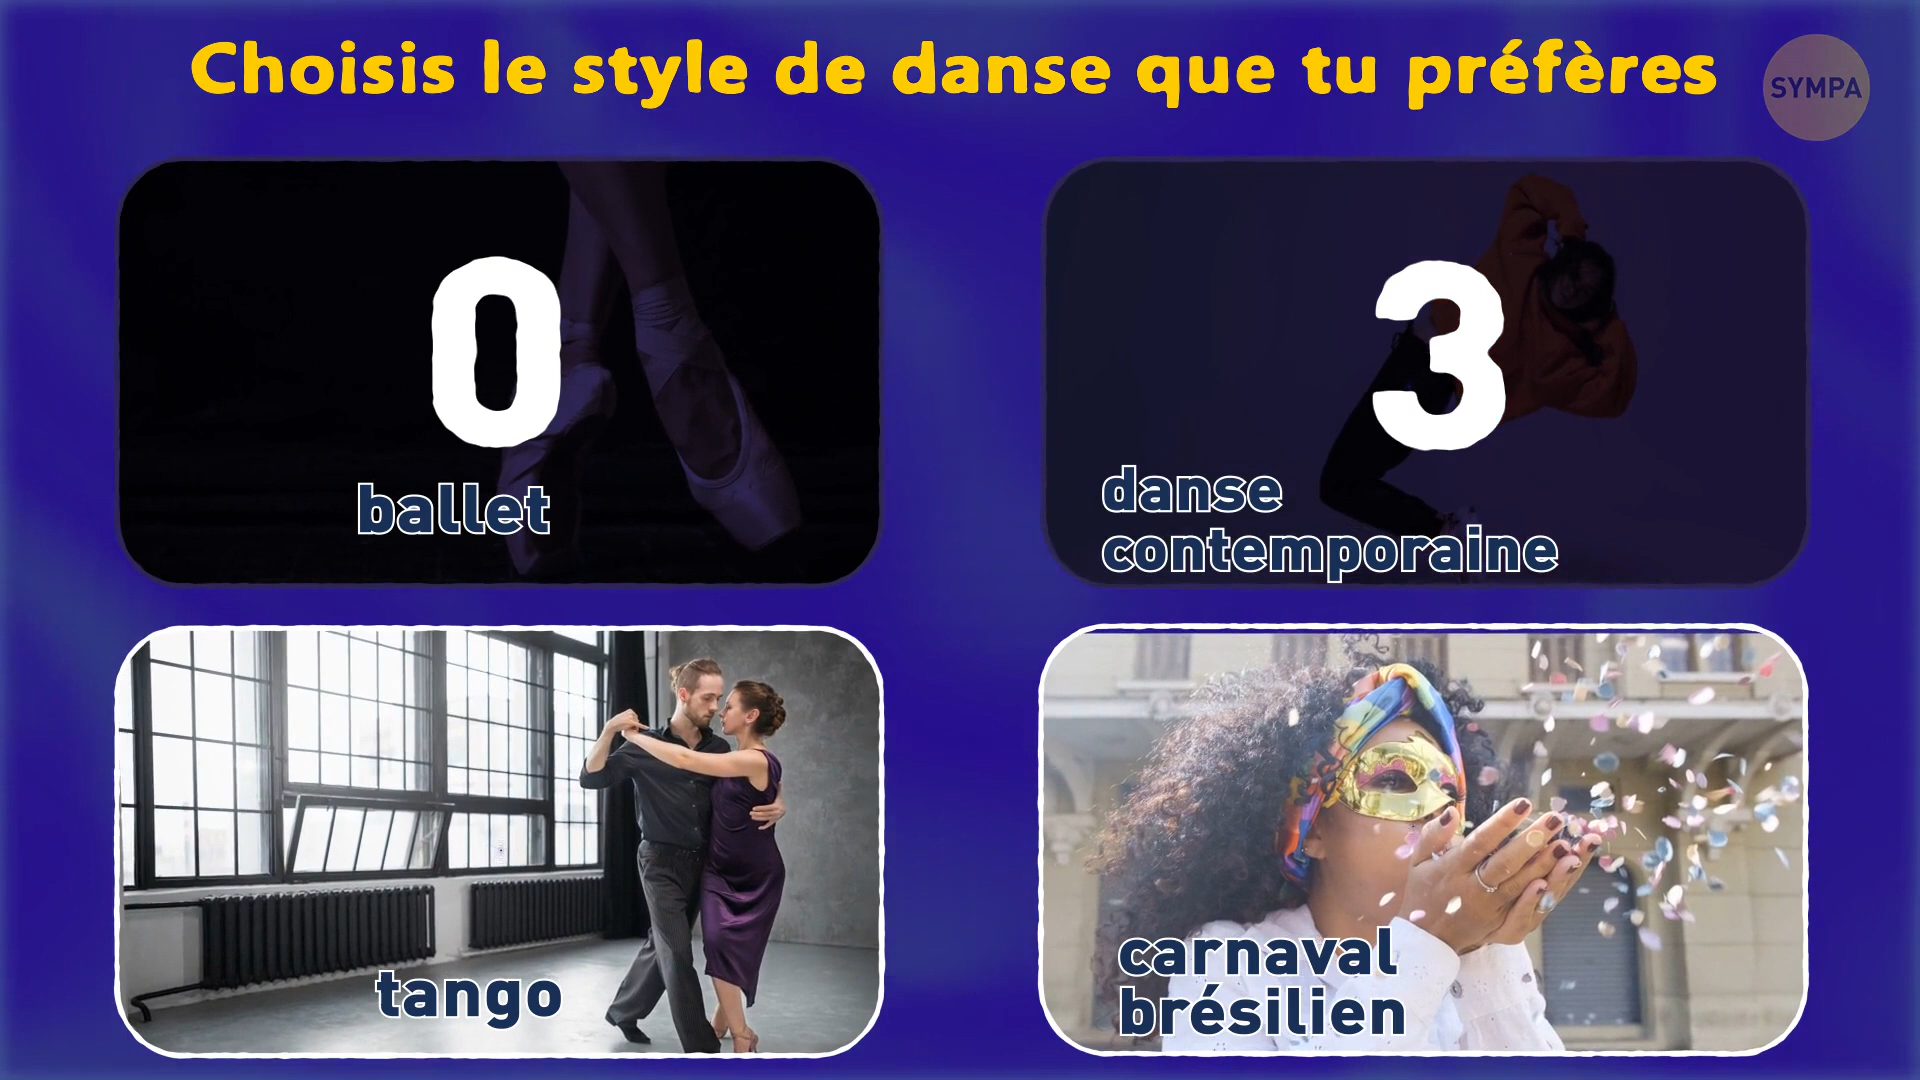 Choisis le style de danse que tu préfères
SYMPA
0
ballet
3
danse
contemporaine
tango
carnaval
brésilien